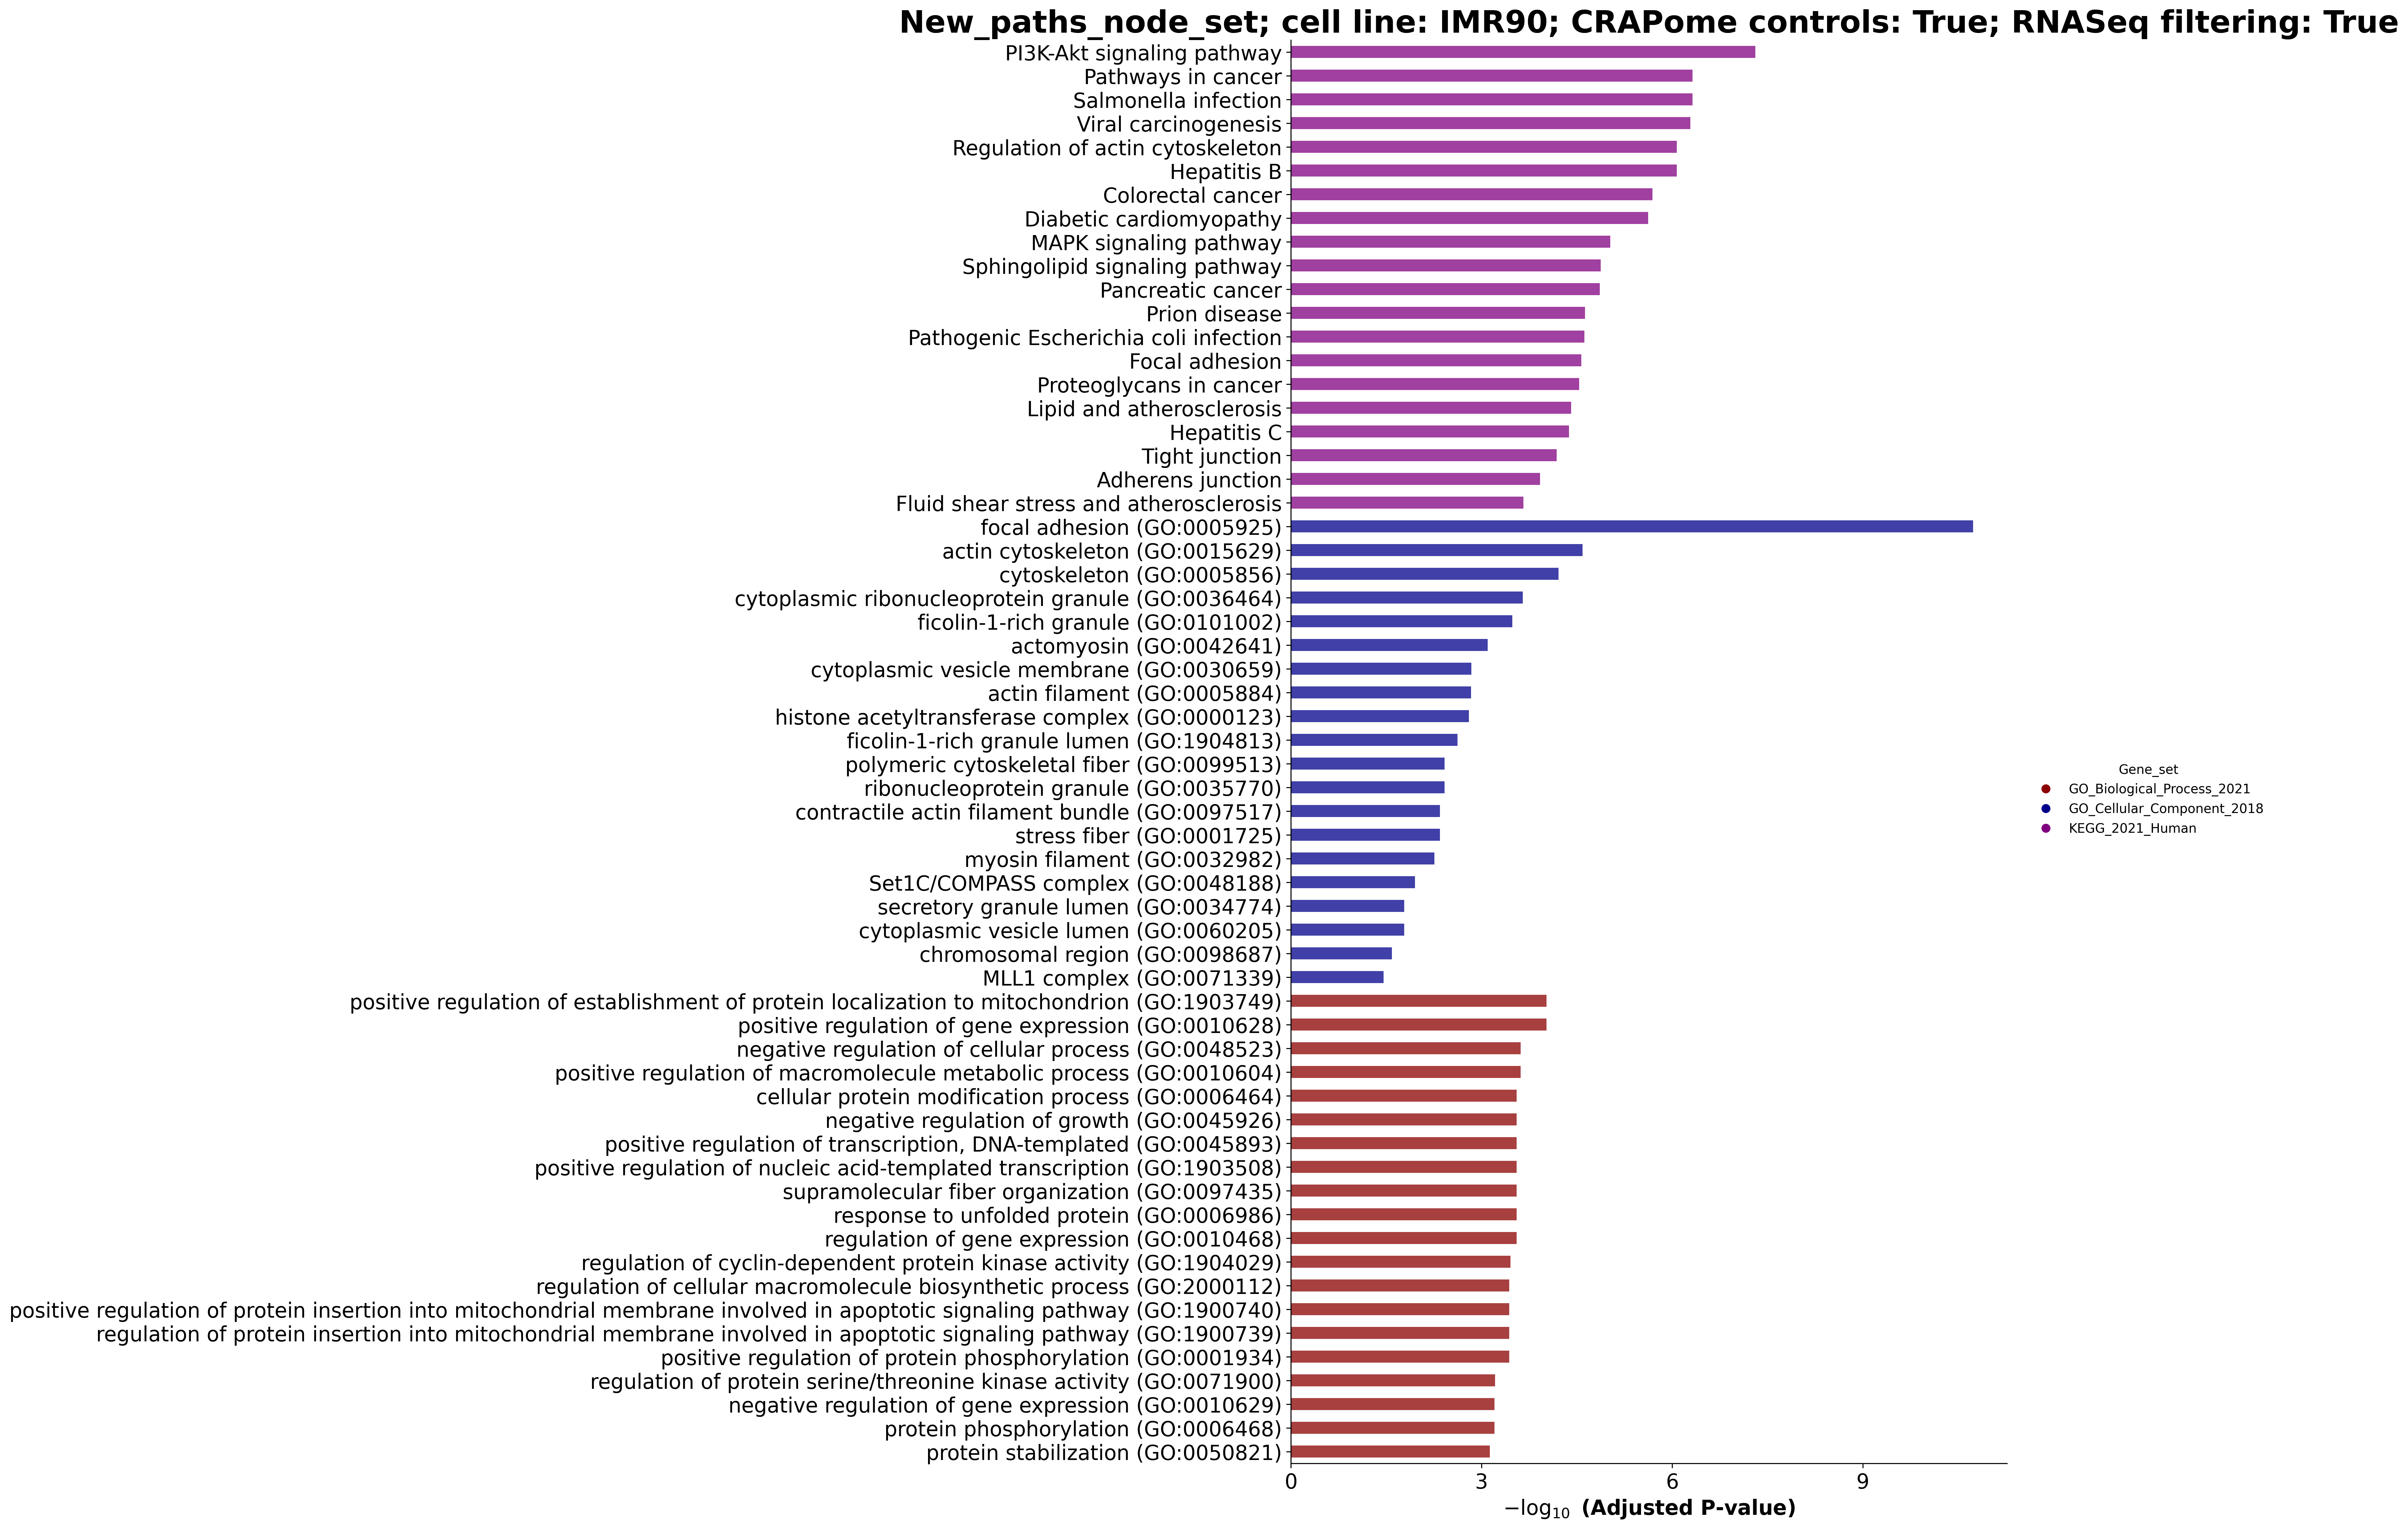 New_paths_node_set; cell line: IMR90; CRAPome controls: True; RNASeq filtering: True
PI3K-Akt signaling pathway
Pathways in cancer
Salmonella infection
Viral carcinogenesis
Regulation of actin cytoskeleton
Hepatitis B
Colorectal cancer
Diabetic cardiomyopathy
MAPK signaling pathway
Sphingolipid signaling pathway
Pancreatic cancer
Prion disease
Pathogenic Escherichia coli infection
Focal adhesion
Proteoglycans in cancer
Lipid and atherosclerosis
Hepatitis C
Tight junction
Adherens junction
Fluid shear stress and atherosclerosis
focal adhesion (GO:0005925)
actin cytoskeleton (GO:0015629)
cytoskeleton (GO:0005856)
cytoplasmic ribonucleoprotein granule (GO:0036464)
ficolin-1-rich granule (GO:0101002)
actomyosin (GO:0042641)
cytoplasmic vesicle membrane (GO:0030659)
actin filament (GO:0005884)
histone acetyltransferase complex (GO:0000123)
ficolin-1-rich granule lumen (GO:1904813)
polymeric cytoskeletal fiber (GO:0099513)
ribonucleoprotein granule (GO:0035770)
contractile actin filament bundle (GO:0097517)
stress fiber (GO:0001725)
myosin filament (GO:0032982)
Set1C/COMPASS complex (GO:0048188)
secretory granule lumen (GO:0034774)
cytoplasmic vesicle lumen (GO:0060205)
chromosomal region (GO:0098687)
MLL1 complex (GO:0071339)
positive regulation of establishment of protein localization to mitochondrion (GO:1903749)
positive regulation of gene expression (GO:0010628)
negative regulation of cellular process (GO:0048523)
positive regulation of macromolecule metabolic process (GO:0010604)
cellular protein modification process (GO:0006464)
negative regulation of growth (GO:0045926)
positive regulation of transcription, DNA-templated (GO:0045893)
positive regulation of nucleic acid-templated transcription (GO:1903508)
supramolecular fiber organization (GO:0097435)
response to unfolded protein (GO:0006986)
regulation of gene expression (GO:0010468)
regulation of cyclin-dependent protein kinase activity (GO:1904029)
regulation of cellular macromolecule biosynthetic process (GO:2000112)
positive regulation of protein insertion into mitochondrial membrane involved in apoptotic signaling pathway (GO:1900740)
regulation of protein insertion into mitochondrial membrane involved in apoptotic signaling pathway (GO:1900739)
positive regulation of protein phosphorylation (GO:0001934)
regulation of protein serine/threonine kinase activity (GO:0071900)
negative regulation of gene expression (GO:0010629)
protein phosphorylation (GO:0006468)
protein stabilization (GO:0050821)
0 3 6 9
−log₁₀ (Adjusted P-value)
Gene_set
GO_Biological_Process_2021
GO_Cellular_Component_2018
KEGG_2021_Human